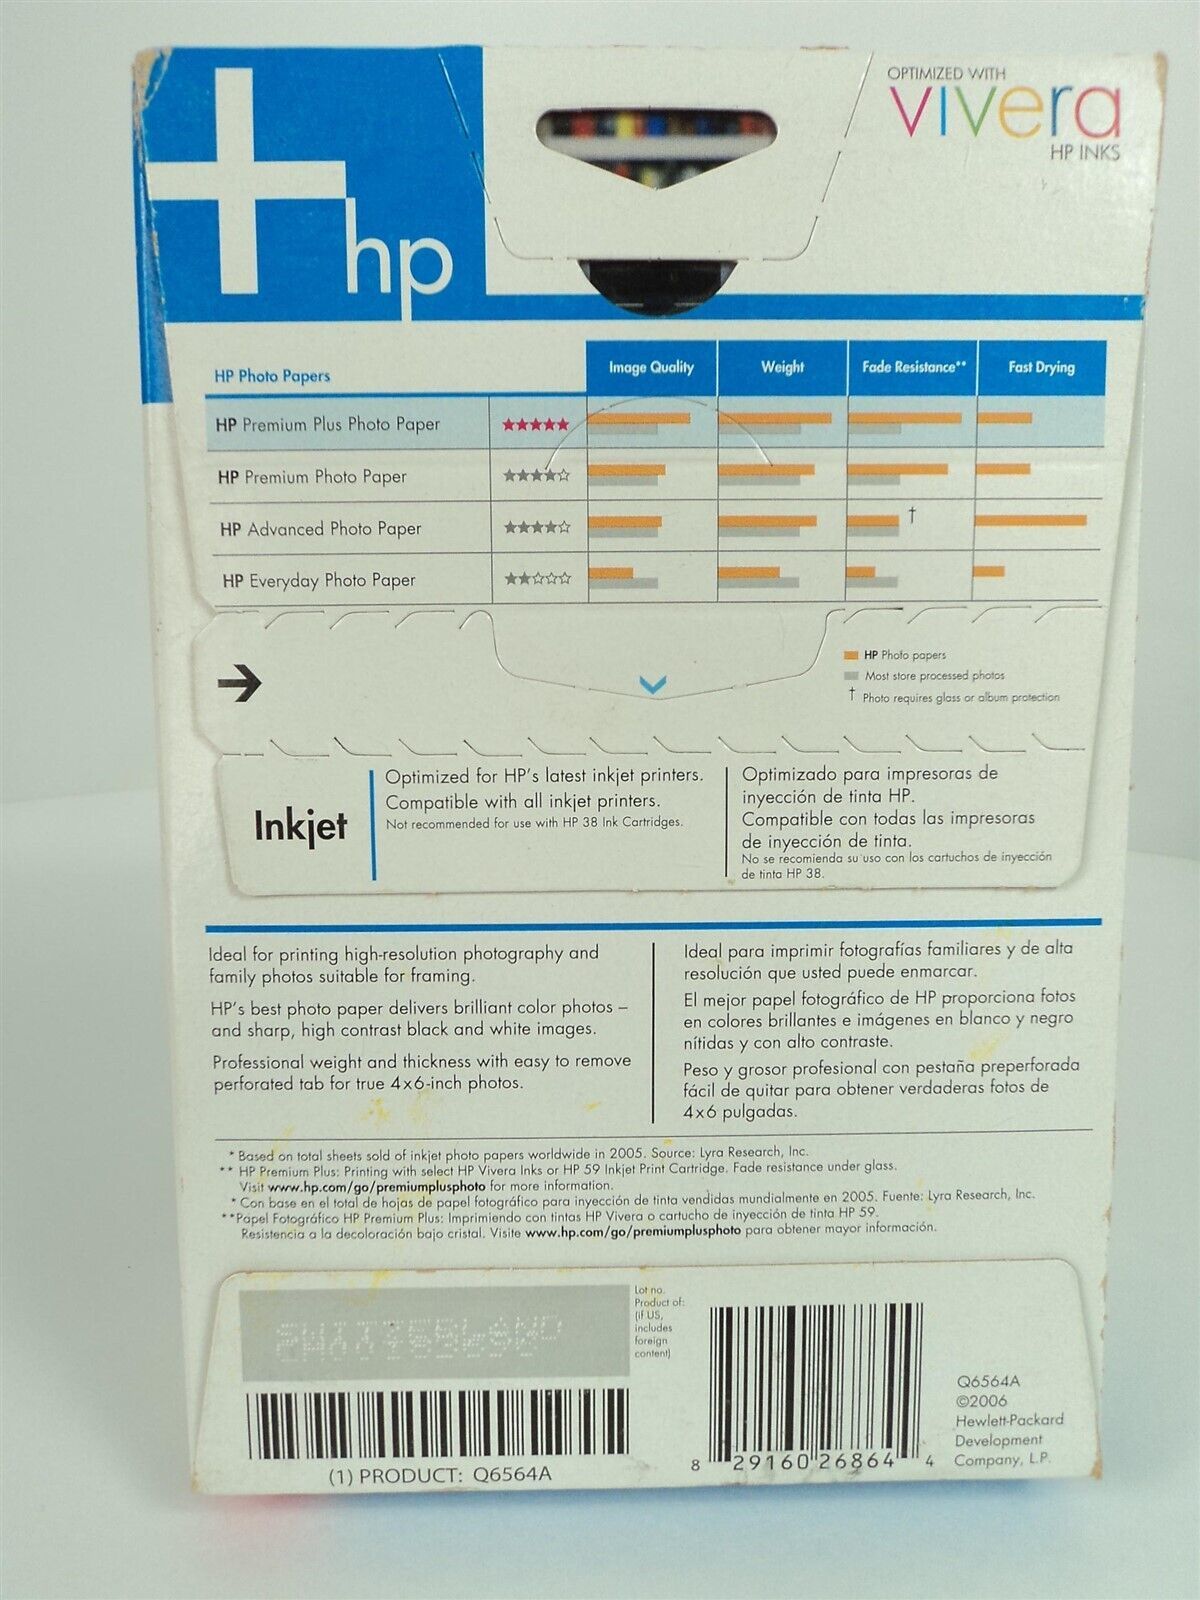 hp
OPTIMIZED WITH
vivera
HP INKS
HP Photo Papers
Image Quality
Weight
Fade Resistance**
Fast Drying
HP Premium Plus Photo Paper ★★★★★
HP Premium Photo Paper ★★★★☆
HP Advanced Photo Paper ★★★★☆ †
HP Everyday Photo Paper ★★☆☆☆
HP Photo papers
Most store processed photos
† Photo requires glass or album protection
Inkjet
Optimized for HP's latest inkjet printers.
Compatible with all inkjet printers.
Not recommended for use with HP 38 Ink Cartridges.
Optimizado para impresoras de
inyección de tinta HP.
Compatible con todas las impresoras
de inyección de tinta.
No se recomienda su uso con los cartuchos de inyección
de tinta HP 38.
Ideal for printing high-resolution photography and
family photos suitable for framing.
HP's best photo paper delivers brilliant color photos –
and sharp, high contrast black and white images.
Professional weight and thickness with easy to remove
perforated tab for true 4x6-inch photos.
Ideal para imprimir fotografías familiares y de alta
resolución que usted puede enmarcar.
El mejor papel fotográfico de HP proporciona fotos
en colores brillantes e imágenes en blanco y negro
nítidas y con alto contraste.
Peso y grosor profesional con pestaña preperforada
fácil de quitar para obtener verdaderas fotos de
4x6 pulgadas.
* Based on total sheets sold of inkjet photo papers worldwide in 2005. Source: Lyra Research, Inc.
** HP Premium Plus: Printing with select HP Vivera Inks or HP 59 Inkjet Print Cartridge. Fade resistance under glass.
Visit www.hp.com/go/premiumplusphoto for more information.
* Con base en el total de hojas de papel fotográfico para inyección de tinta vendidas mundialmente en 2005. Fuente: Lyra Research, Inc.
**Papel Fotográfico HP Premium Plus: Imprimiendo con tintas HP Vivera o cartucho de inyección de tinta HP 59.
Resistencia a la decoloración bajo cristal. Visite www.hp.com/go/premiumplusphoto para obtener mayor información.
Lot no.
Product of:
(if US,
includes
foreign
content)
(1) PRODUCT: Q6564A
8 29160 26864 4
Q6564A
©2006
Hewlett-Packard
Development
Company, L.P.